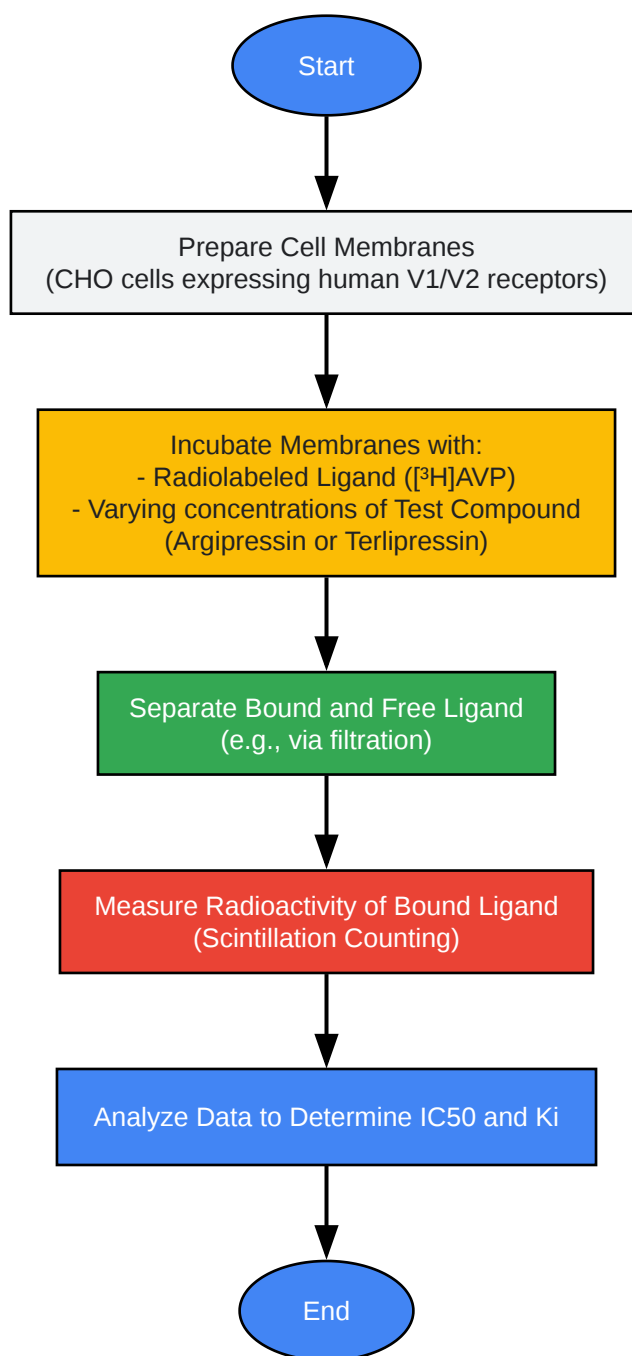 Start
Prepare Cell Membranes
(CHO cells expressing human V1/V2 receptors)
Incubate Membranes with:
- Radiolabeled Ligand ([³H]AVP)
- Varying concentrations of Test Compound
(Argipressin or Terlipressin)
Separate Bound and Free Ligand
(e.g., via filtration)
Measure Radioactivity of Bound Ligand
(Scintillation Counting)
Analyze Data to Determine IC50 and Ki
End